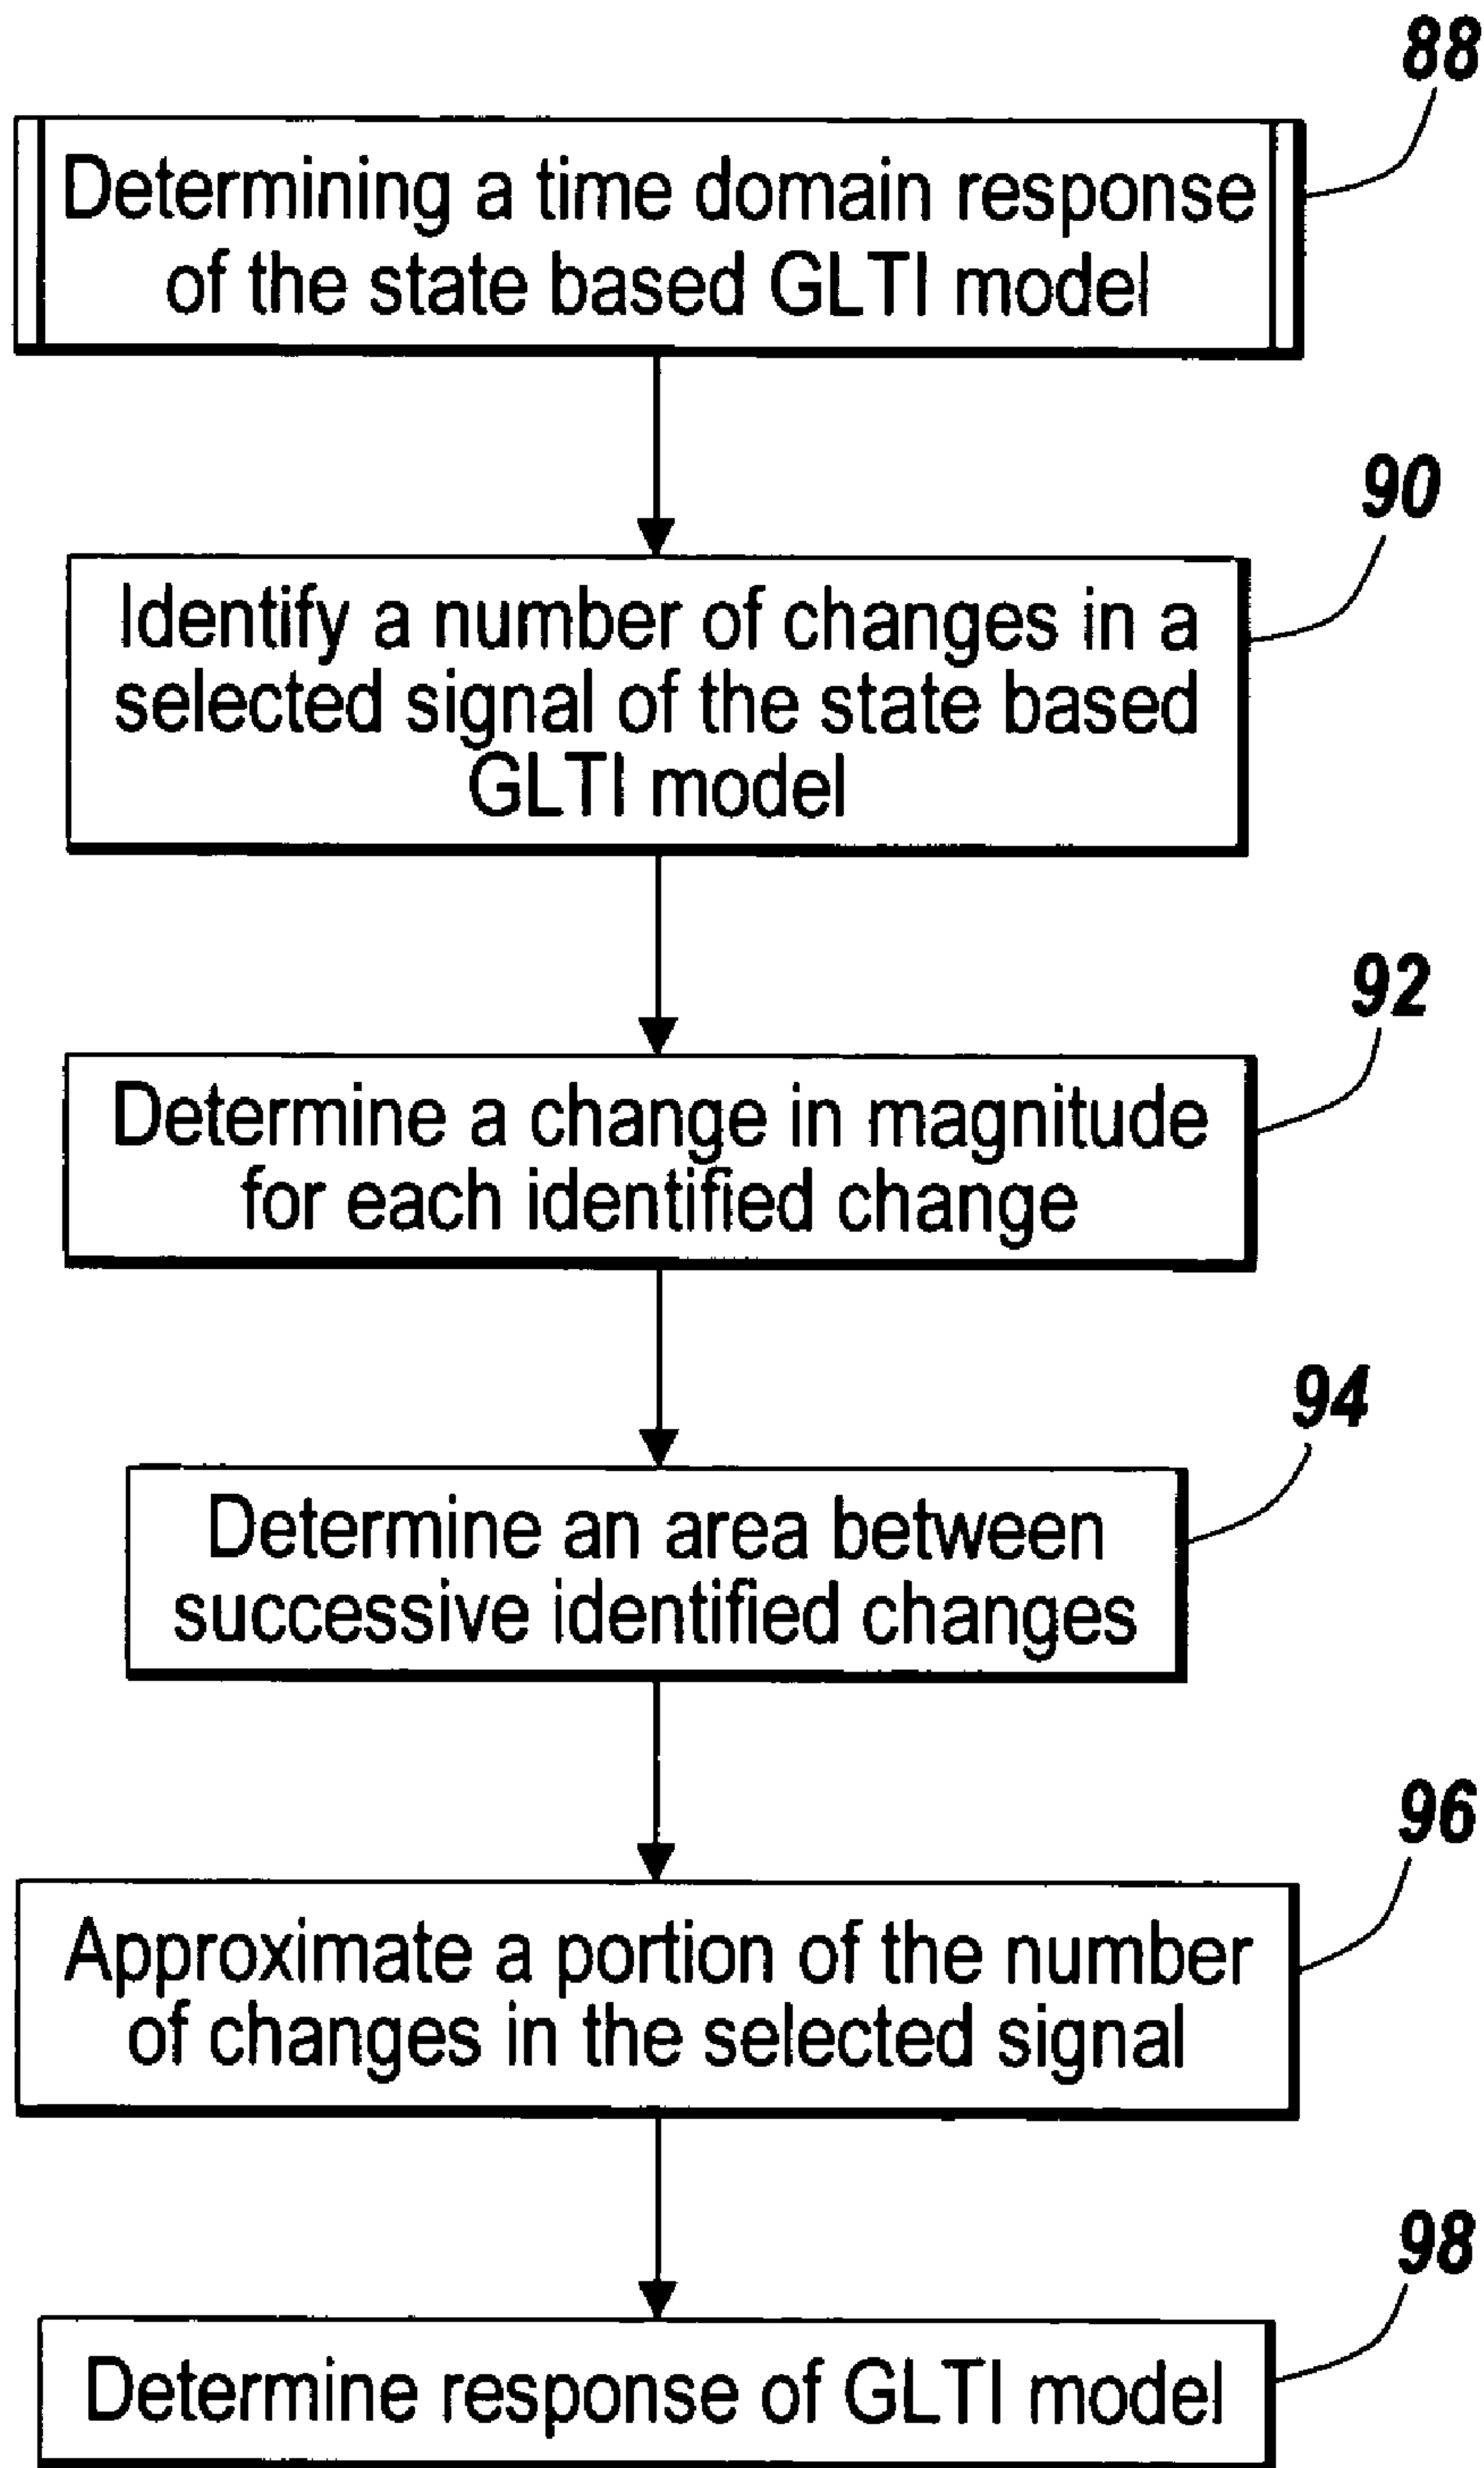 88
Determining a time domain response
of the state based GLTI model
90
Identify a number of changes in a
selected signal of the state based
GLTI model
92
Determine a change in magnitude
for each identified change
94
Determine an area between
successive identified changes
96
Approximate a portion of the number
of changes in the selected signal
98
Determine response of GLTI model